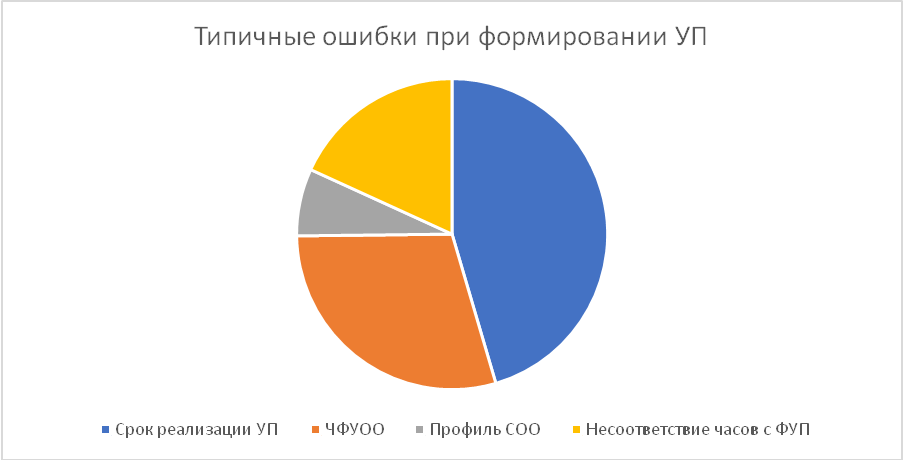 Типичные ошибки при формировании УП
Срок реализации УП ЧФУОО Профиль СОО Несоответствие часов с ФУП